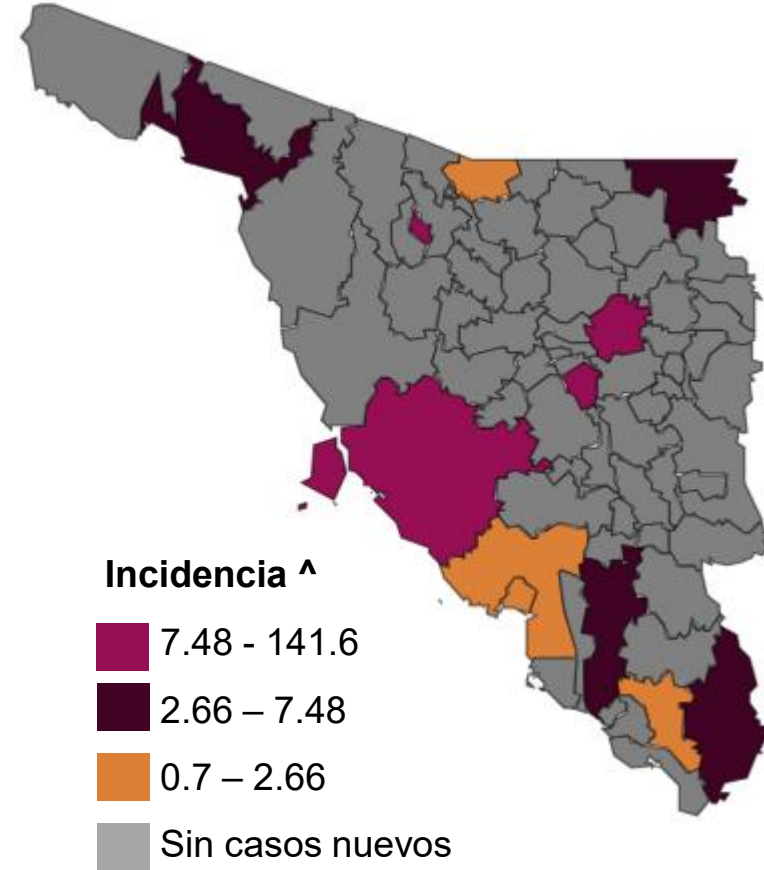 Incidencia ^
7.48 - 141.6
2.66 – 7.48
0.7 – 2.66
Sin casos nuevos